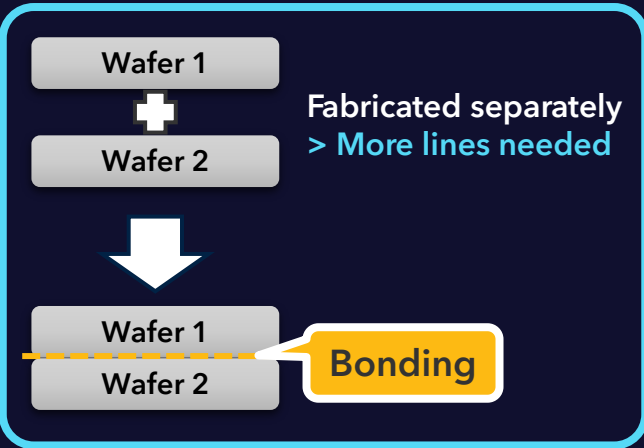 Wafer 1
Wafer 2
Fabricated separately
> More lines needed
Wafer 1
Wafer 2
Bonding